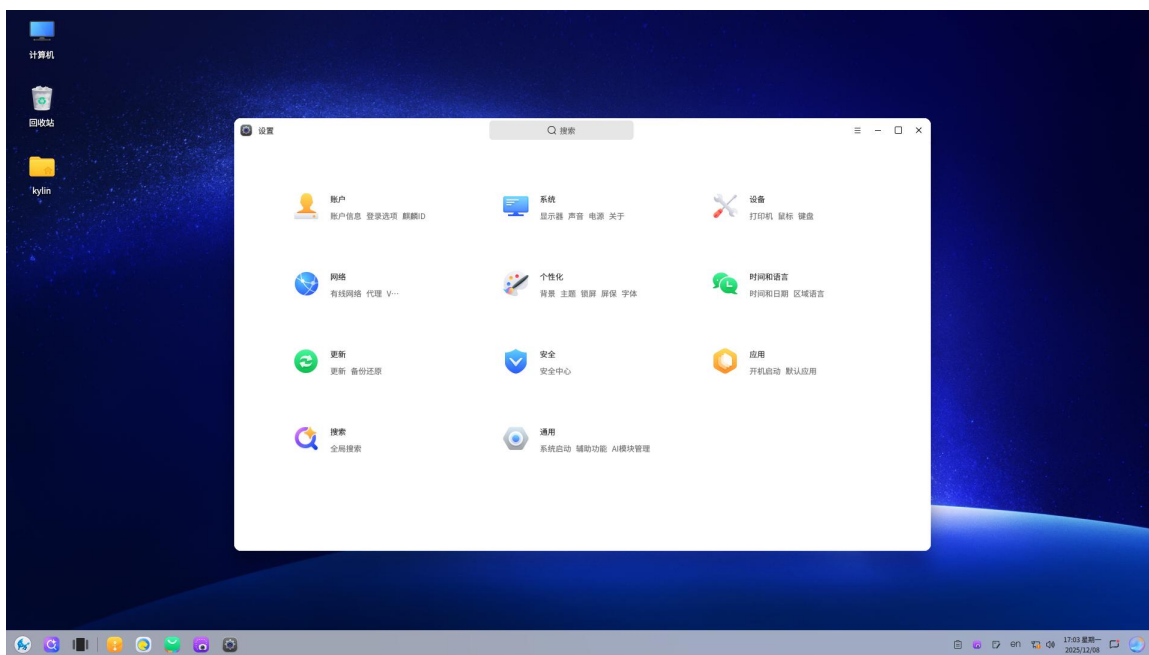 计算机
回收站
kylin
设置
搜索
账户
账户信息 登录选项 麒麟ID
系统
显示器 声音 电源 关于
设备
打印机 鼠标 键盘
网络
有线网络 代理 V…
个性化
背景 主题 锁屏 屏保 字体
时间和语言
时间和日期 区域语言
更新
更新 备份还原
安全
安全中心
应用
开机启动 默认应用
搜索
全局搜索
通用
系统启动 辅助功能 AI模块管理
en
17:03 星期一
2025/12/08